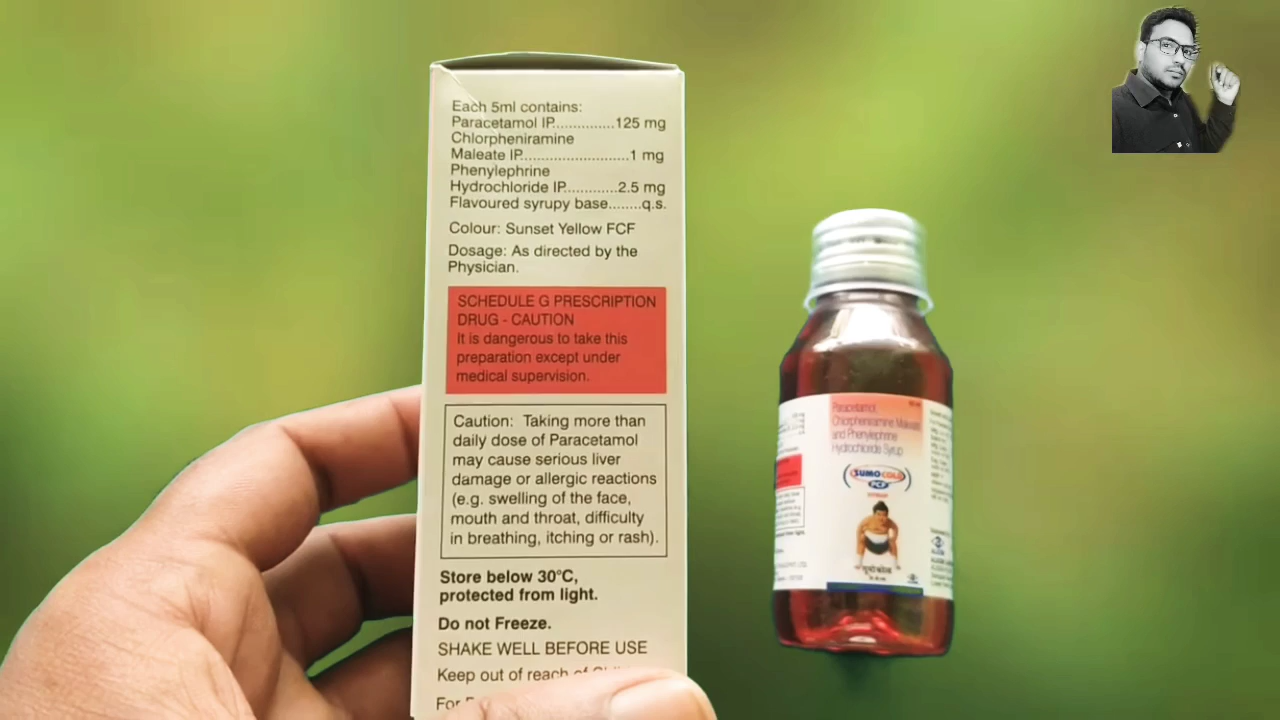 Each 5ml contains:
Paracetamol IP...............125 mg
Chlorpheniramine
Maleate IP..........................1 mg
Phenylephrine
Hydrochloride IP.............2.5 mg
Flavoured syrupy base........q.s.
Colour: Sunset Yellow FCF
Dosage: As directed by the
Physician.
SCHEDULE G PRESCRIPTION
DRUG - CAUTION
It is dangerous to take this
preparation except under
medical supervision.
Caution: Taking more than
daily dose of Paracetamol
may cause serious liver
damage or allergic reactions
(e.g. swelling of the face,
mouth and throat, difficulty
in breathing, itching or rash).
Store below 30°C,
protected from light.
Do not Freeze.
SHAKE WELL BEFORE USE
Keep out of reach of
For
Paracetamol,
Chlorpheniramine Maleate
and Phenylephrine
Hydrochloride Syrup
SUMO COLD
PCF
सूमो कोल्ड